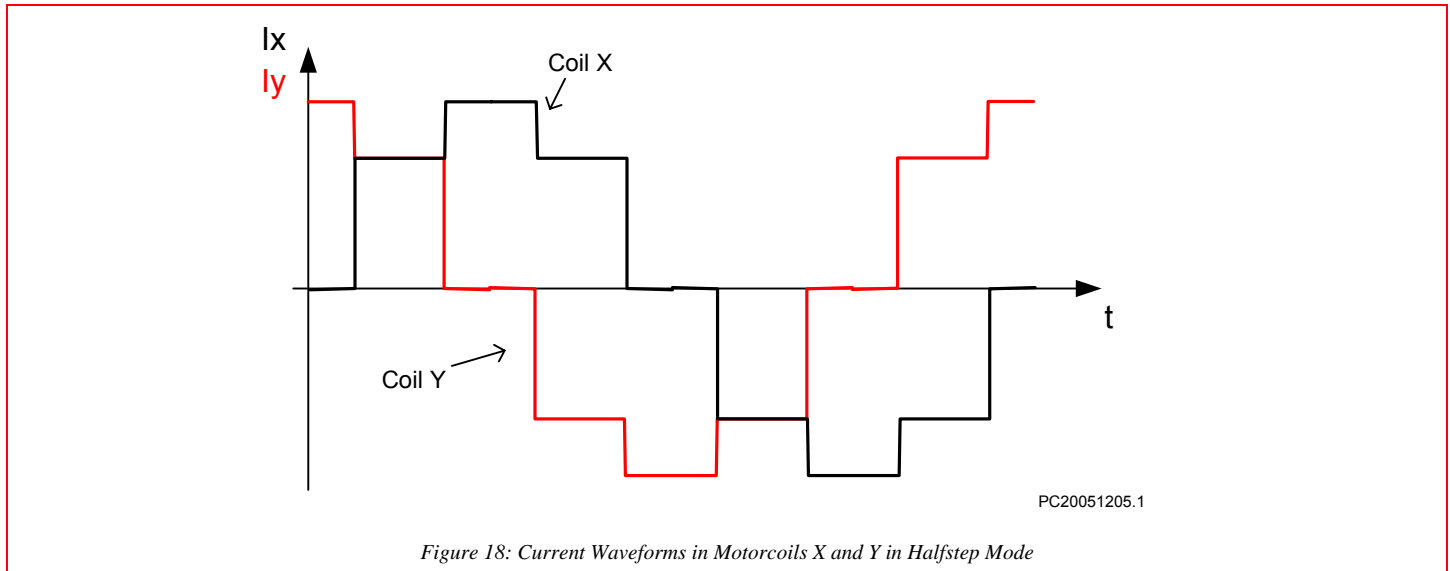 Ix
Iy
Coil X
t
Coil Y
PC20051205.1
Figure 18: Current Waveforms in Motorcoils X and Y in Halfstep Mode